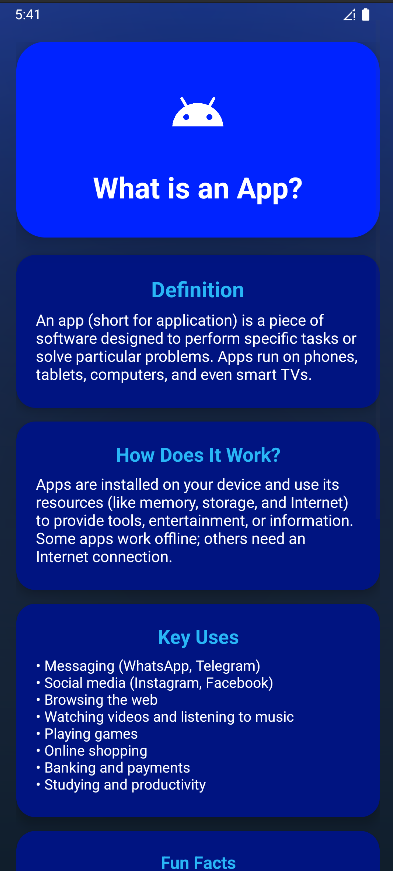 5:41
What is an App?
Definition
An app (short for application) is a piece of
software designed to perform specific tasks or
solve particular problems. Apps run on phones,
tablets, computers, and even smart TVs.
How Does It Work?
Apps are installed on your device and use its
resources (like memory, storage, and Internet)
to provide tools, entertainment, or information.
Some apps work offline; others need an
Internet connection.
Key Uses
• Messaging (WhatsApp, Telegram)
• Social media (Instagram, Facebook)
• Browsing the web
• Watching videos and listening to music
• Playing games
• Online shopping
• Banking and payments
• Studying and productivity
Fun Facts